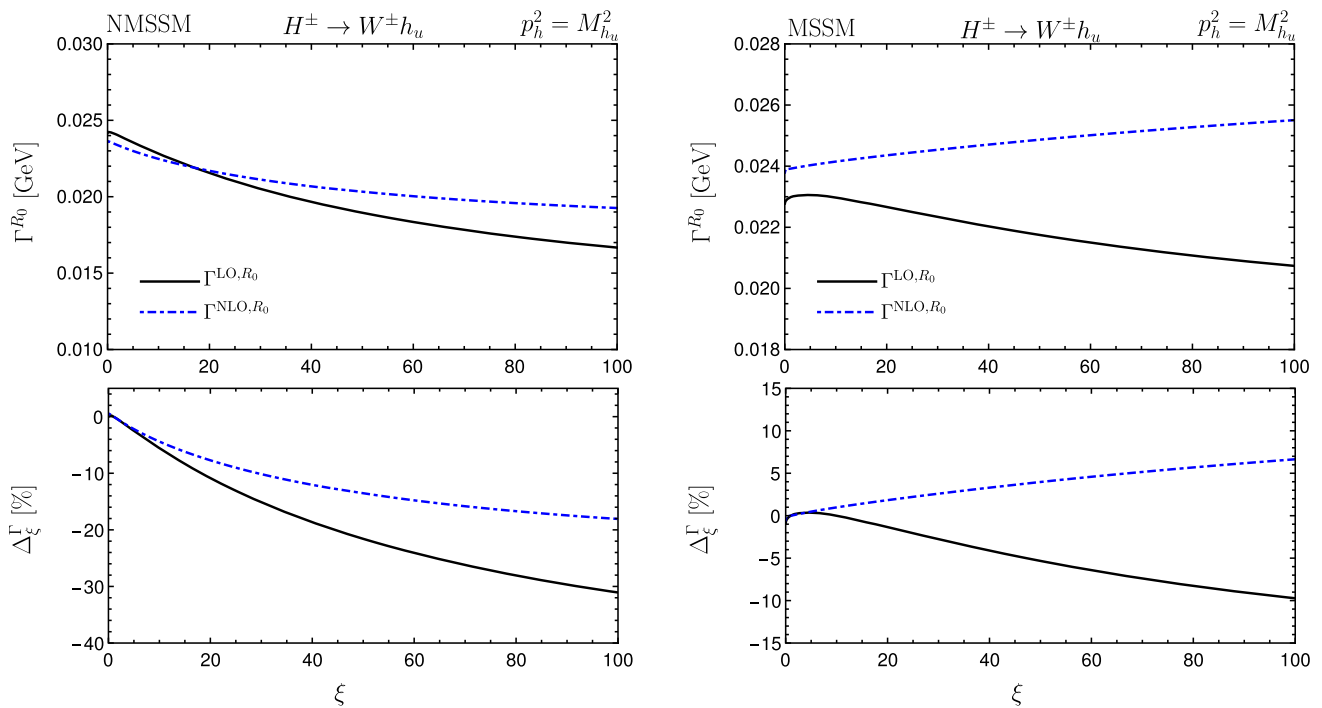 NMSSM H± → W±h_u p_h^2 = M_{h_u}^2
0.030
0.025
0.020
0.015
0.010
Γ^{R_0} [GeV]
Γ^{LO,R_0}
Γ^{NLO,R_0}
0 20 40 60 80 100
0
−10
−20
−30
−40
Δ_ξ^Γ [%]
0 20 40 60 80 100
ξ
MSSM H± → W±h_u p_h^2 = M_{h_u}^2
0.028
0.026
0.024
0.022
0.020
0.018
Γ^{R_0} [GeV]
Γ^{LO,R_0}
Γ^{NLO,R_0}
0 20 40 60 80 100
15
10
5
0
−5
−10
−15
Δ_ξ^Γ [%]
0 20 40 60 80 100
ξ